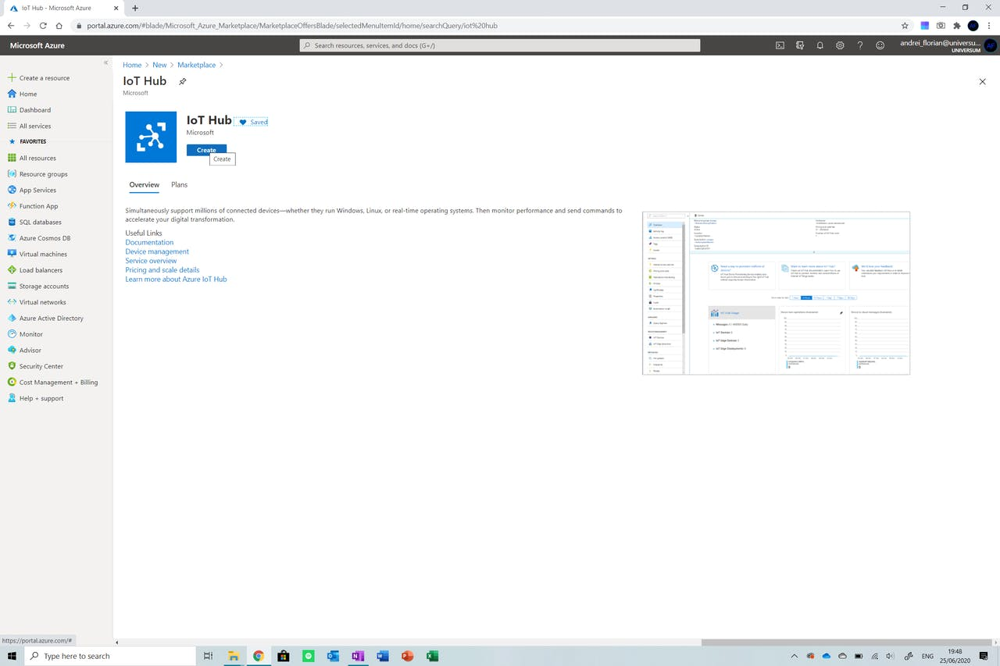 IoT Hub - Microsoft Azure
portal.azure.com/#blade/Microsoft_Azure_Marketplace/MarketplaceOffersBlade/selectedMenuItemId/home/searchQuery/iot%20hub
Microsoft Azure
Search resources, services, and docs (G+/)
andrei_florian@universu...
UNIVERSUM
AF
Create a resource
Home
Dashboard
All services
FAVORITES
All resources
Resource groups
App Services
Function App
SQL databases
Azure Cosmos DB
Virtual machines
Load balancers
Storage accounts
Virtual networks
Azure Active Directory
Monitor
Advisor
Security Center
Cost Management + Billing
Help + support
Home > New > Marketplace >
IoT Hub
Microsoft
IoT Hub Saved
Microsoft
Create
Create
Overview Plans
Simultaneously support millions of connected devices—whether they run Windows, Linux, or real-time operating systems. Then monitor performance and send commands to
accelerate your digital transformation.
Useful Links
Documentation
Device management
Service overview
Pricing and scale details
Learn more about Azure IoT Hub
https://portal.azure.com/#
Type here to search
ENG
19:48
25/06/2020